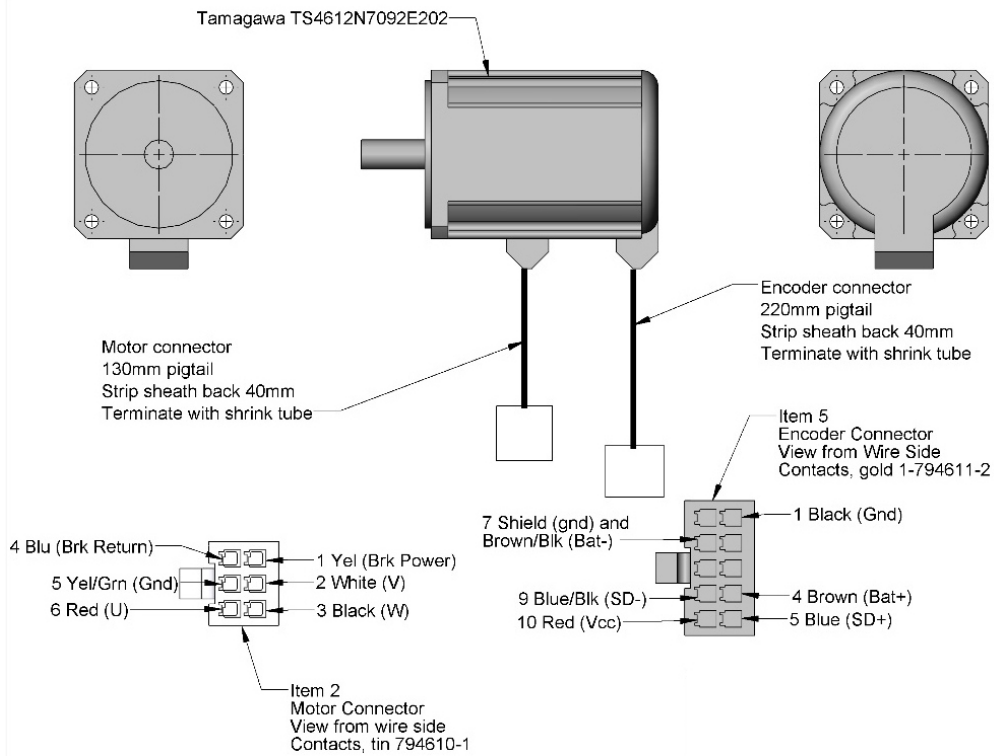 Tamagawa TS4612N7092E202
Encoder connector
220mm pigtail
Strip sheath back 40mm
Terminate with shrink tube
Motor connector
130mm pigtail
Strip sheath back 40mm
Terminate with shrink tube
Item 5
Encoder Connector
View from Wire Side
Contacts, gold 1-794611-2
7 Shield (gnd) and
Brown/Blk (Bat-)
1 Black (Gnd)
9 Blue/Blk (SD-)
4 Brown (Bat+)
10 Red (Vcc)
5 Blue (SD+)
4 Blu (Brk Return)
1 Yel (Brk Power)
5 Yel/Grn (Gnd)
2 White (V)
6 Red (U)
3 Black (W)
Item 2
Motor Connector
View from wire side
Contacts, tin 794610-1